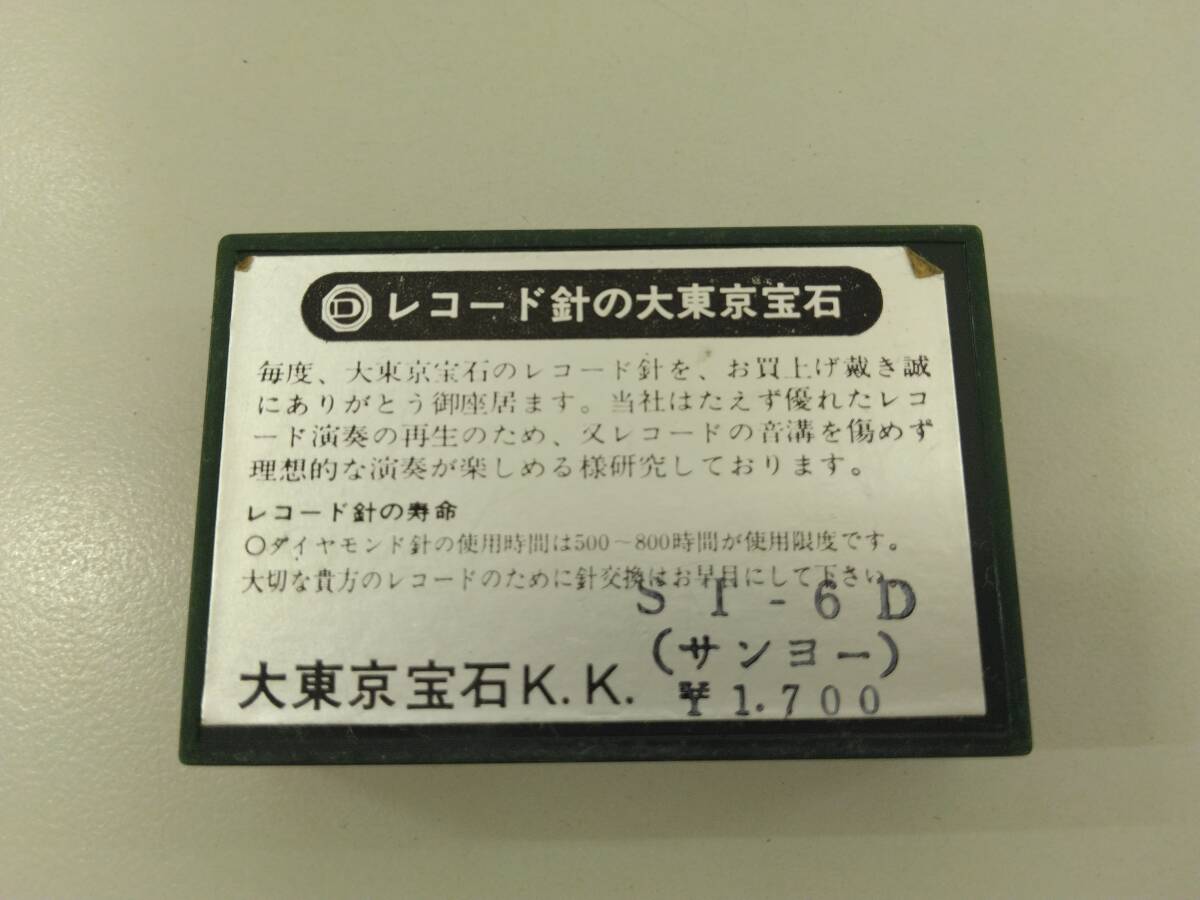 D レコード針の大東京宝石
毎度、大東京宝石のレコード針を、お買上げ戴き誠
にありがとう御座居ます。当社はたえず優れたレコ
ード演奏の再生のため、又レコードの音溝を傷めず
理想的な演奏が楽しめる様研究しております。
レコード針の寿命
○ダイヤモンド針の使用時間は500～800時間が使用限度です。
大切な貴方のレコードのために針交換はお早目にして下さい。
S I - 6 D
(サンヨー)
大東京宝石K.K.
¥1.700